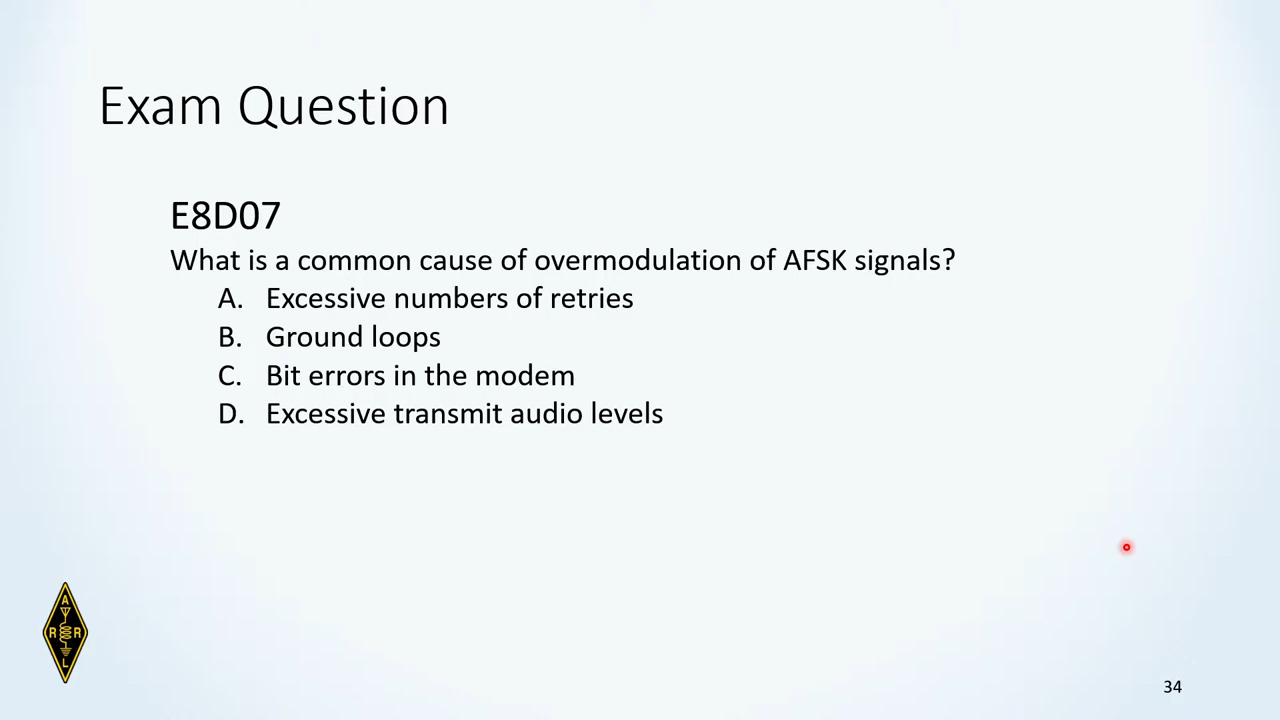 Exam Question
E8D07
What is a common cause of overmodulation of AFSK signals?
A. Excessive numbers of retries
B. Ground loops
C. Bit errors in the modem
D. Excessive transmit audio levels
A
R R
L
34